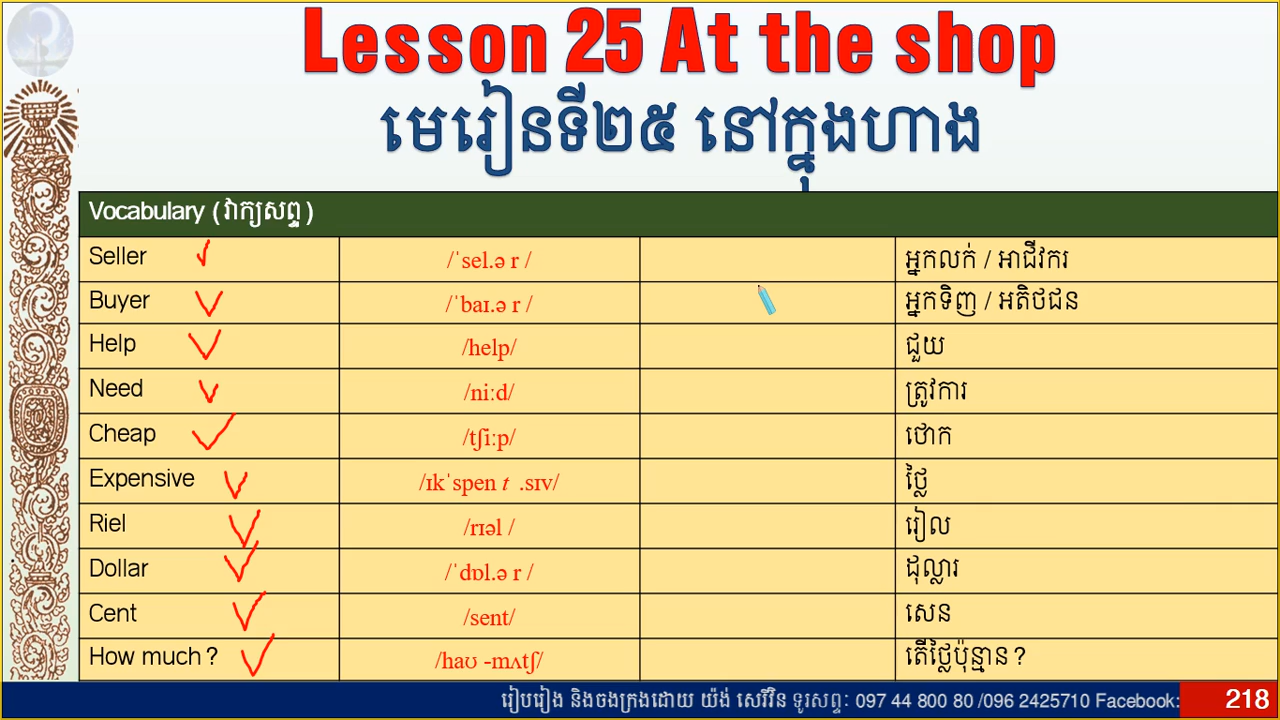 Lesson 25 At the shop
មេរៀនទី២៥ នៅក្នុងហាង
Vocabulary (វាក្យសព្ទ)
Seller /ˈsel.ə r / អ្នកលក់ / អាជីវករ
Buyer /ˈbaɪ.ə r / អ្នកទិញ / អតិថជន
Help /help/ ជួយ
Need /niːd/ ត្រូវការ
Cheap /tʃiːp/ ថោក
Expensive /ɪkˈspen t .sɪv/ ថ្លៃ
Riel /rɪəl / រៀល
Dollar /ˈdɒl.ə r / ដុល្លារ
Cent /sent/ សេន
How much? /haʊ -mʌtʃ/ តើថ្លៃប៉ុន្មាន?
រៀបរៀង និងចងក្រងដោយ យ៉ង់ សេរីវិន ទូរសព្ទៈ 097 44 800 80 /096 2425710 Facebook: 218